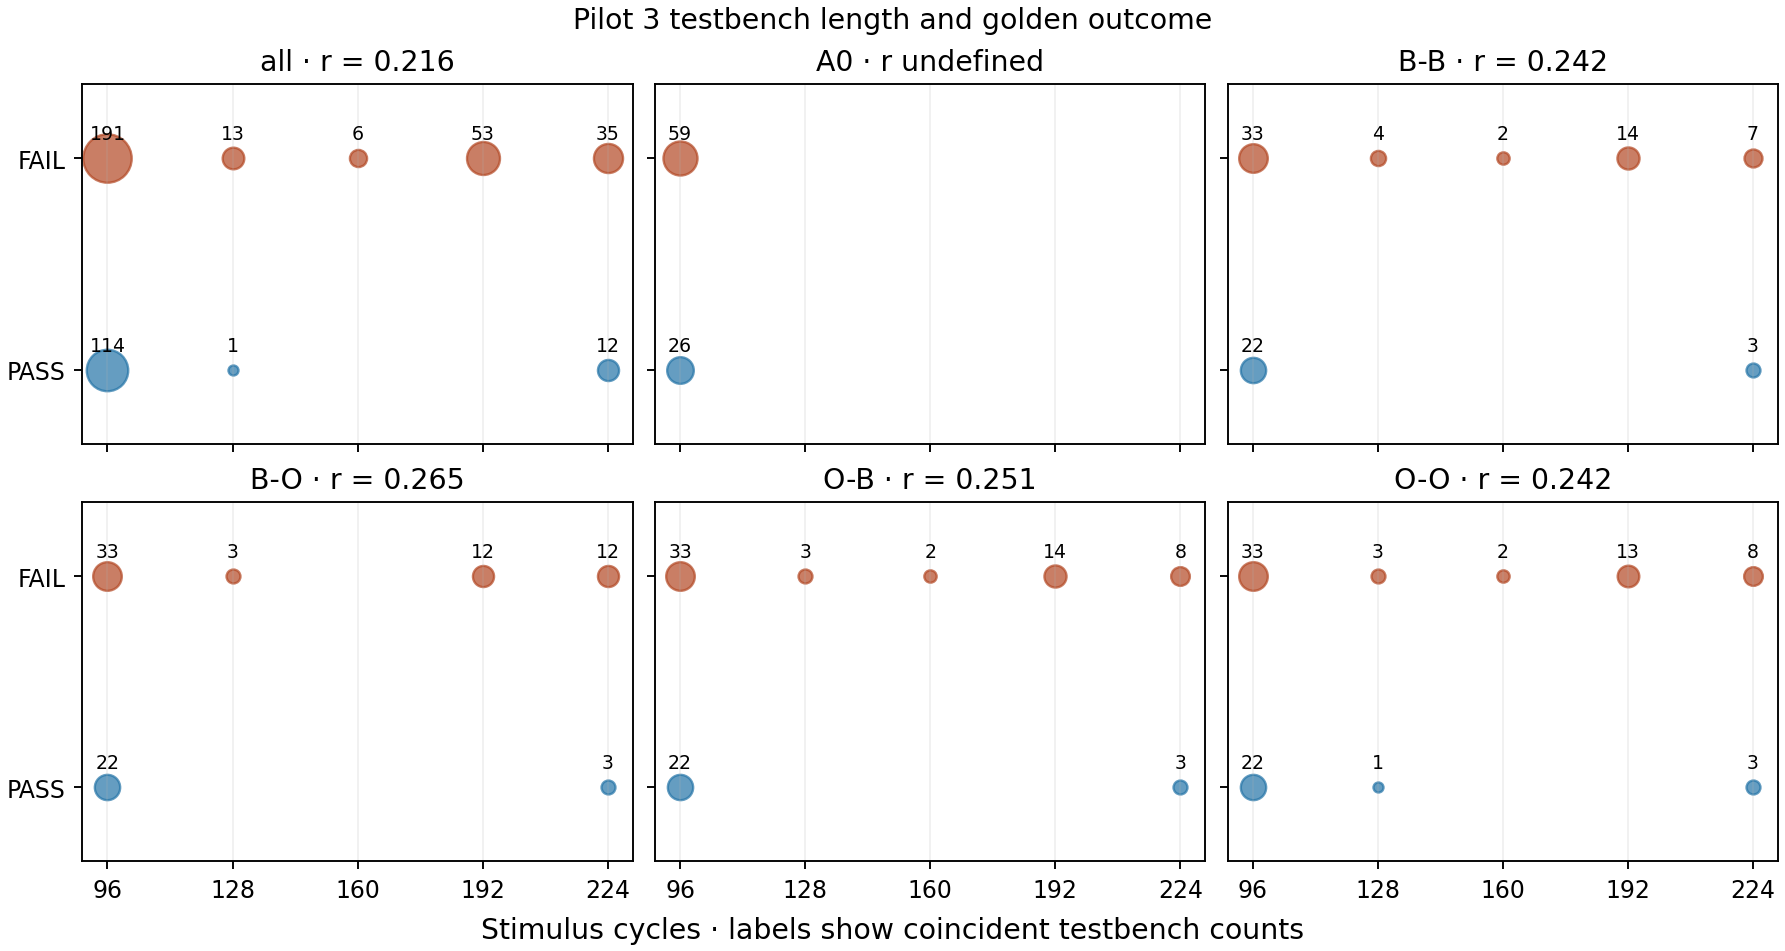 Pilot 3 testbench length and golden outcome
all · r = 0.216
A0 · r undefined
B-B · r = 0.242
FAIL
191 13 6 53 35
59
33 4 2 14 7
PASS
114 1 12
26
22 3
B-O · r = 0.265
O-B · r = 0.251
O-O · r = 0.242
FAIL
33 3 12 12
33 3 2 14 8
33 3 2 13 8
PASS
22 3
22 3
22 1 3
96 128 160 192 224
96 128 160 192 224
96 128 160 192 224
Stimulus cycles · labels show coincident testbench counts